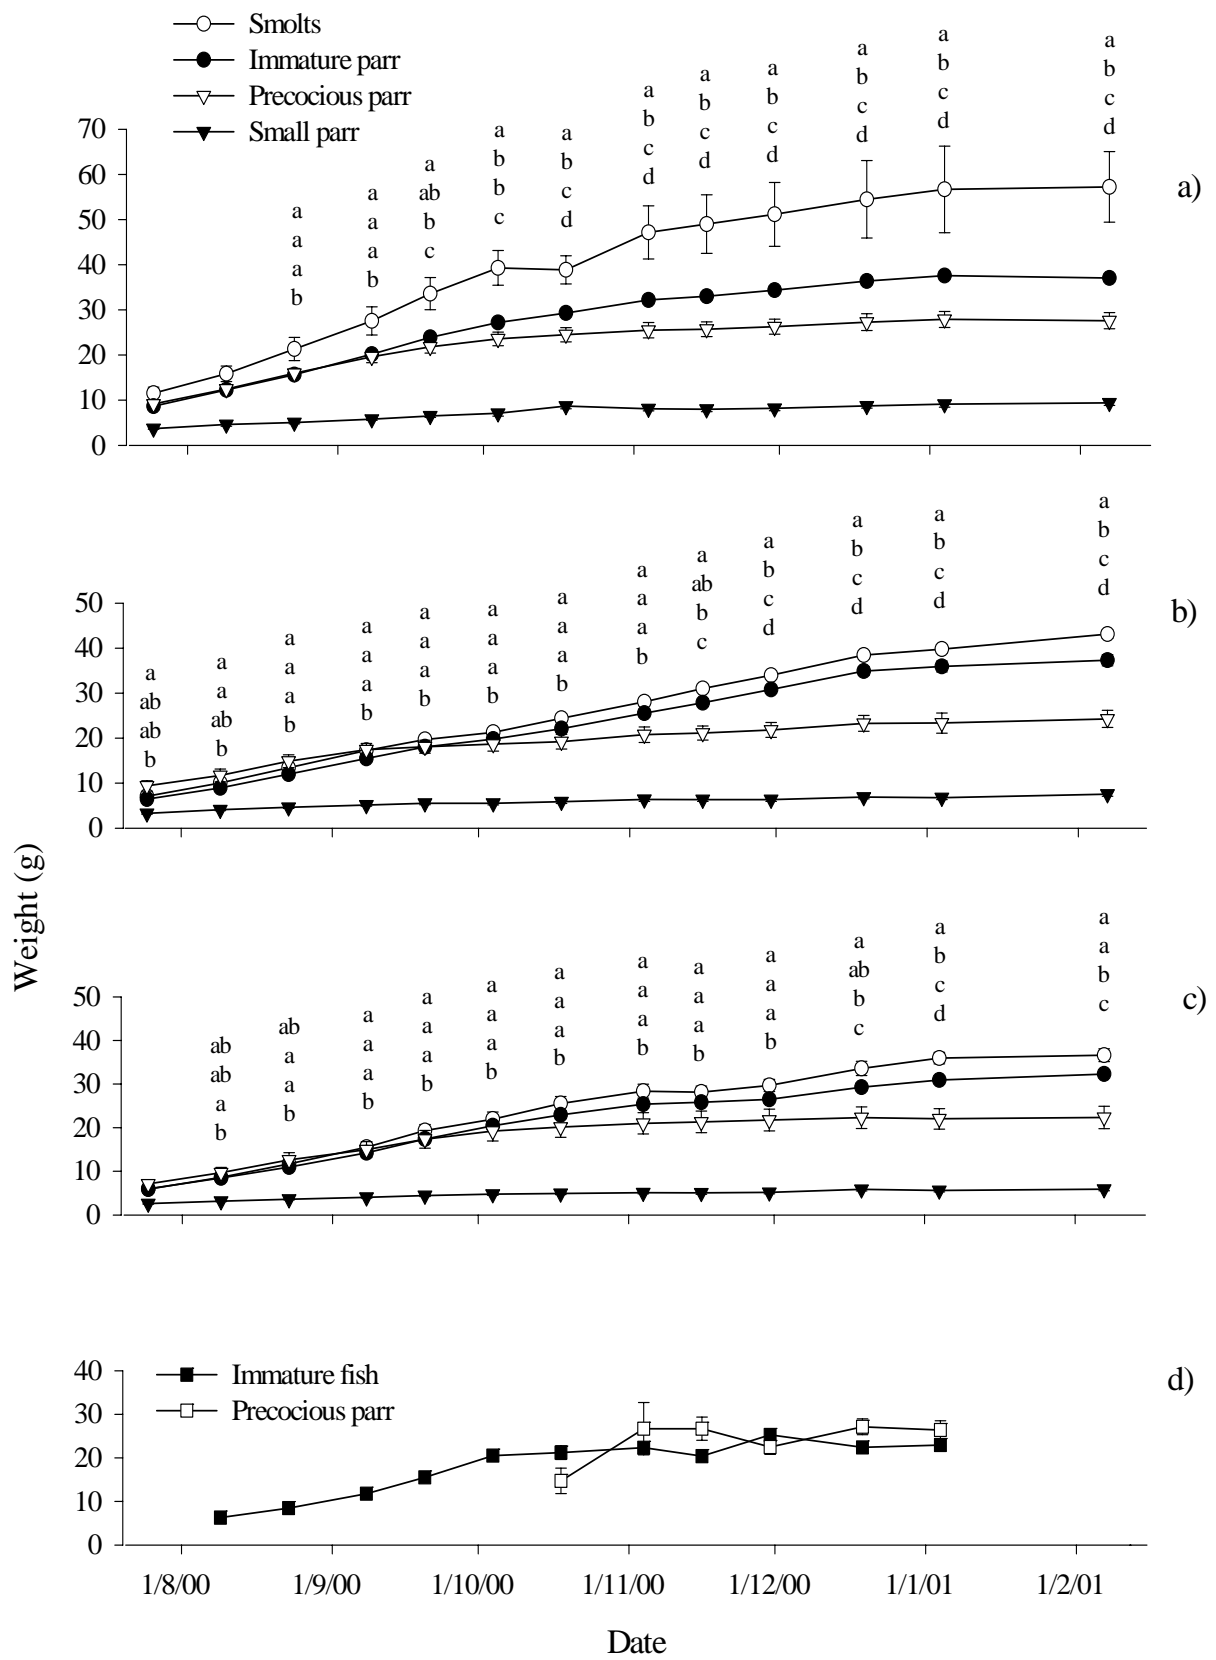 Smolts
Immature parr
Precocious parr
Small parr
a)
70
60
50
40
30
20
10
0
a
a
a
b
a
a
a
b
a
ab
b
c
a
b
b
c
a
b
c
d
a
b
c
d
a
b
c
d
a
b
c
d
a
b
c
d
a
b
c
d
a
b
c
d
b)
50
40
30
20
10
0
a
ab
ab
b
a
a
ab
b
a
a
a
b
a
a
a
b
a
a
a
b
a
a
a
b
a
a
a
b
a
a
a
b
a
ab
b
c
a
b
c
d
a
b
c
d
a
b
c
d
a
b
c
d
Weight (g)
c)
50
40
30
20
10
0
ab
ab
a
b
ab
a
a
b
a
a
a
b
a
a
a
b
a
a
a
b
a
a
a
b
a
a
a
b
a
a
a
b
a
a
a
b
a
ab
b
c
a
b
c
d
a
a
b
c
d)
Immature fish
Precocious parr
40
30
20
10
0
1/8/00 1/9/00 1/10/00 1/11/00 1/12/00 1/1/01 1/2/01
Date